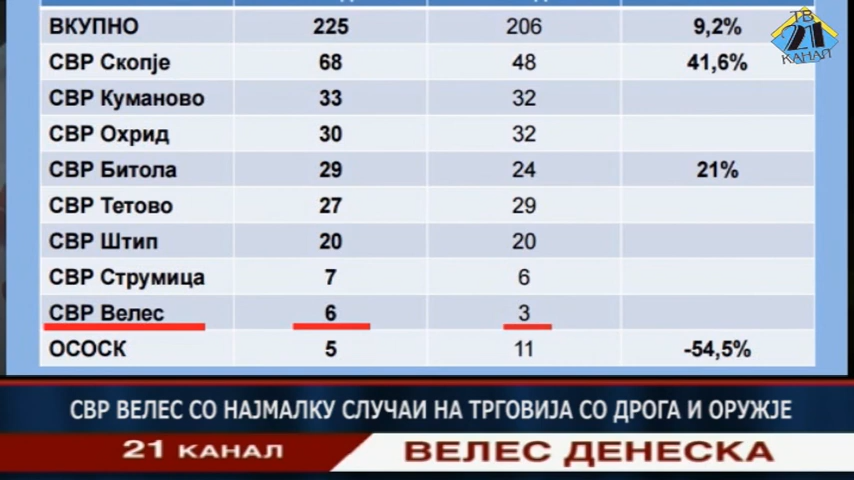 ВКУПНО 225 206 9,2%
СВР Скопје 68 48 41,6%
СВР Куманово 33 32
СВР Охрид 30 32
СВР Битола 29 24 21%
СВР Тетово 27 29
СВР Штип 20 20
СВР Струмица 7 6
СВР Велес 6 3
ОСОСК 5 11 -54,5%
ТВ
21
КАНАЛ
СВР ВЕЛЕС СО НАЈМАЛКУ СЛУЧАИ НА ТРГОВИЈА СО ДРОГА И ОРУЖЈЕ
21 КАНАЛ
ВЕЛЕС ДЕНЕСКА